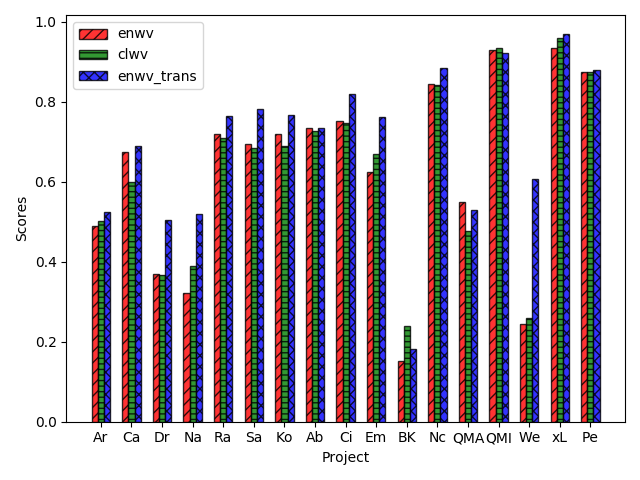 enwv
clwv
enwv_trans
1.0
0.8
0.6
0.4
0.2
0.0
Scores
Ar Ca Dr Na Ra Sa Ko Ab Ci Em BK Nc QMA QMI We xL Pe
Project